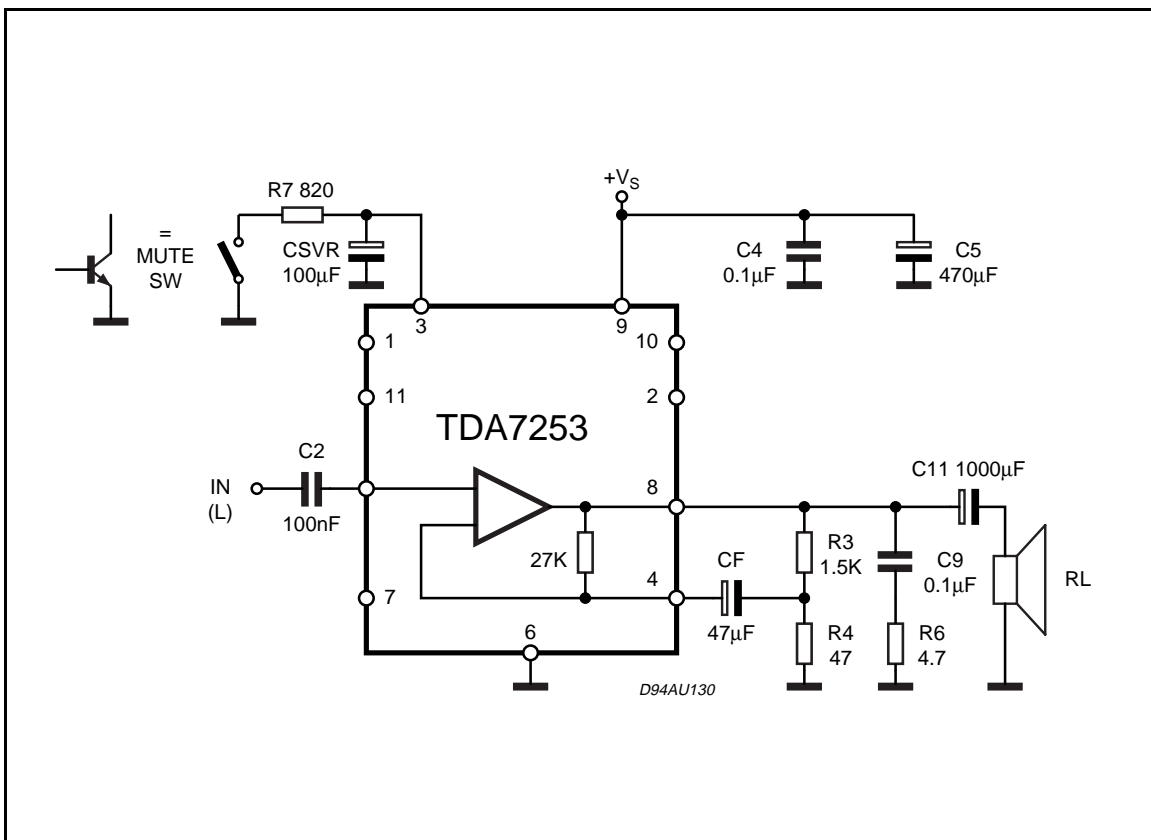 +VS
R7 820
=
MUTE
SW
CSVR
100µF
C4
0.1µF
C5
470µF
3
9
1
10
11
2
TDA7253
C2
IN
(L)
100nF
8
C11 1000µF
27K
R3
1.5K
CF
C9
0.1µF
RL
7
4
47µF
R4
47
R6
4.7
6
D94AU130